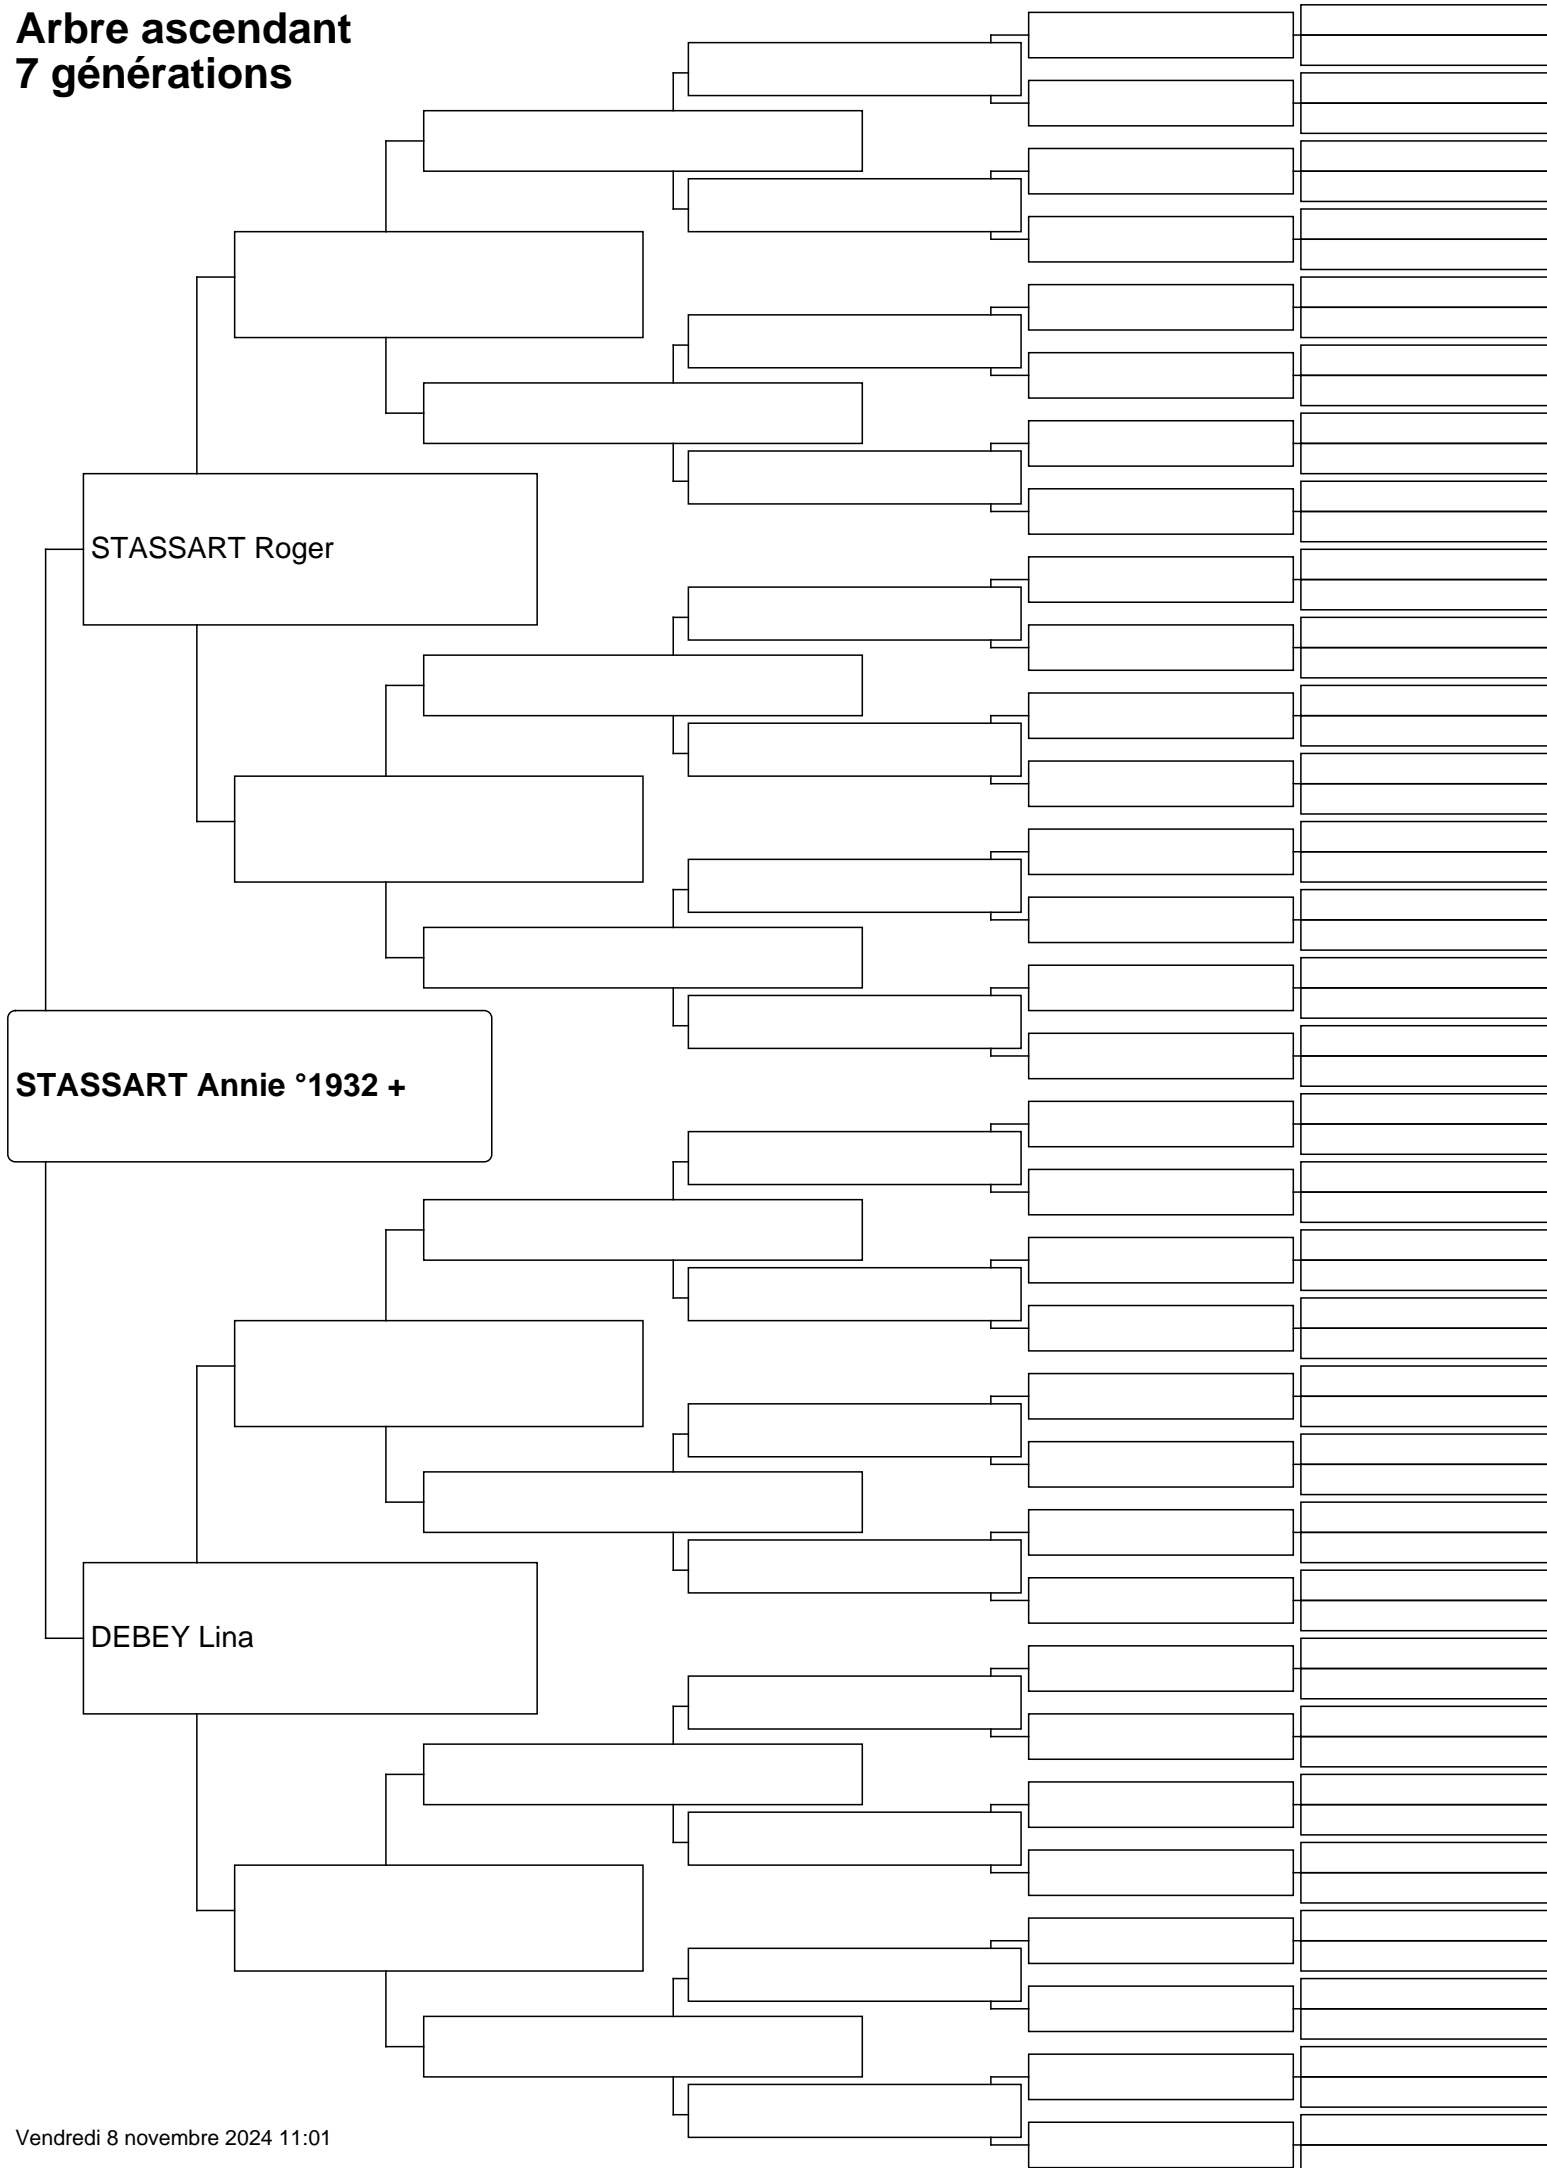 Arbre ascendant
7 générations
STASSART Roger
STASSART Annie °1932 +
DEBEY Lina
Vendredi 8 novembre 2024 11:01